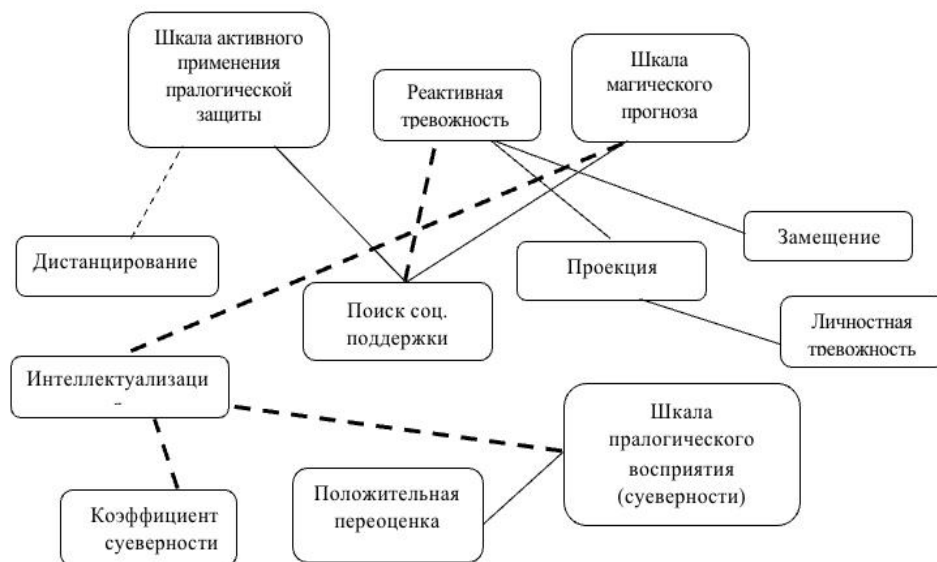 Шкала активного
применения
пралогической
защиты
Реактивная
тревожность
Шкала
магического
прогноза
Дистанцирование
Поиск соц.
поддержки
Проекция
Замещение
Личностная
тревожность
Интеллектуализаци
Шкала
пралогического
восприятия
(суеверности)
Положительная
переоценка
Коэффициент
суеверности